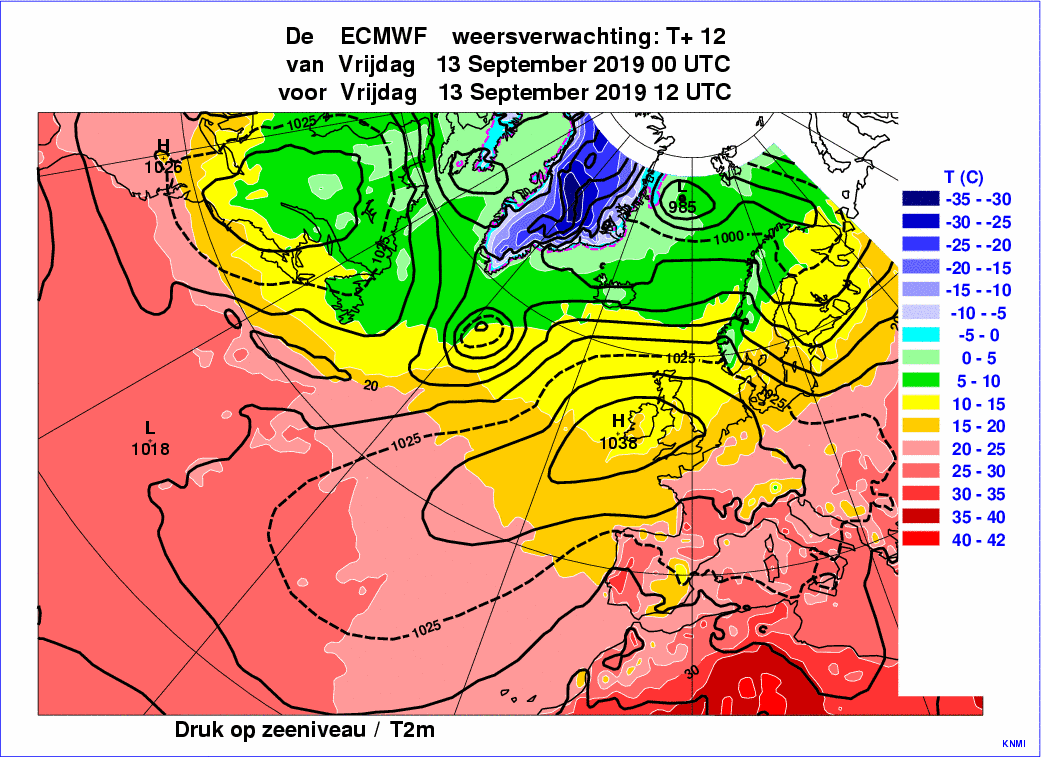 De ECMWF weersverwachting: T+ 12
van Vrijdag 13 September 2019 00 UTC
voor Vrijdag 13 September 2019 12 UTC
1025
H
1026
L
985
1000
1025
T (C)
-35 - -30
-30 - -25
-25 - -20
-20 - -15
-15 - -10
-10 - -5
-5 - 0
0 - 5
5 - 10
10 - 15
15 - 20
20 - 25
25 - 30
30 - 35
35 - 40
40 - 42
1025
20
1025
H
1038
L
1018
1025
1025
30
Druk op zeeniveau / T2m
KNMI